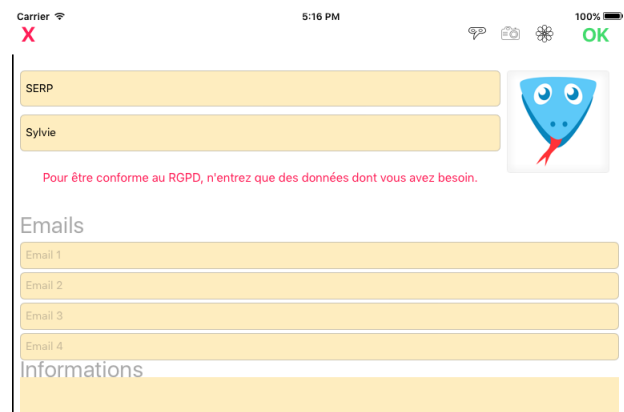 Carrier 5:16 PM 100%
X OK
SERP
Sylvie
Pour être conforme au RGPD, n'entrez que des données dont vous avez besoin.
Emails
Email 1
Email 2
Email 3
Email 4
Informations